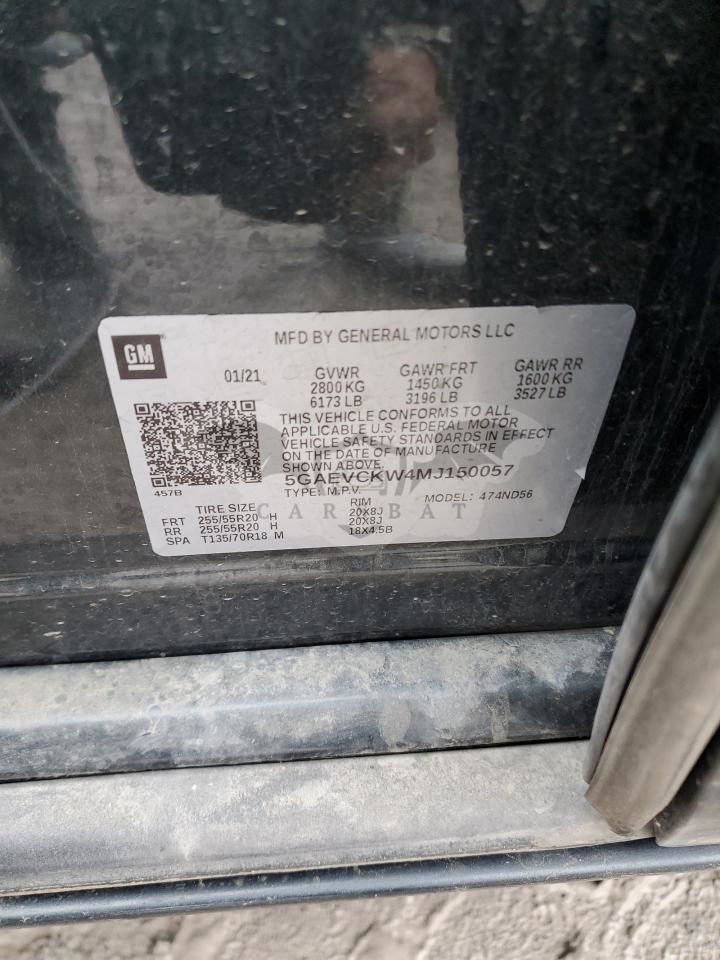 MFD BY GENERAL MOTORS LLC
GM
01/21 GVWR GAWR FRT GAWR RR
2800 KG 1450 KG 1600 KG
6173 LB 3196 LB 3527 LB
THIS VEHICLE CONFORMS TO ALL
APPLICABLE U.S. FEDERAL MOTOR
VEHICLE SAFETY STANDARDS IN EFFECT
ON THE DATE OF MANUFACTURE
SHOWN ABOVE.
5GAEVCKW4MJ150057
457B
TYPE: M.P.V. MODEL: 474ND56
TIRE SIZE RIM
FRT 255/55R20 H 20X8J
RR 255/55R20 H 20X8J
SPA T135/70R18 M 18X4.5B
CAR BAT